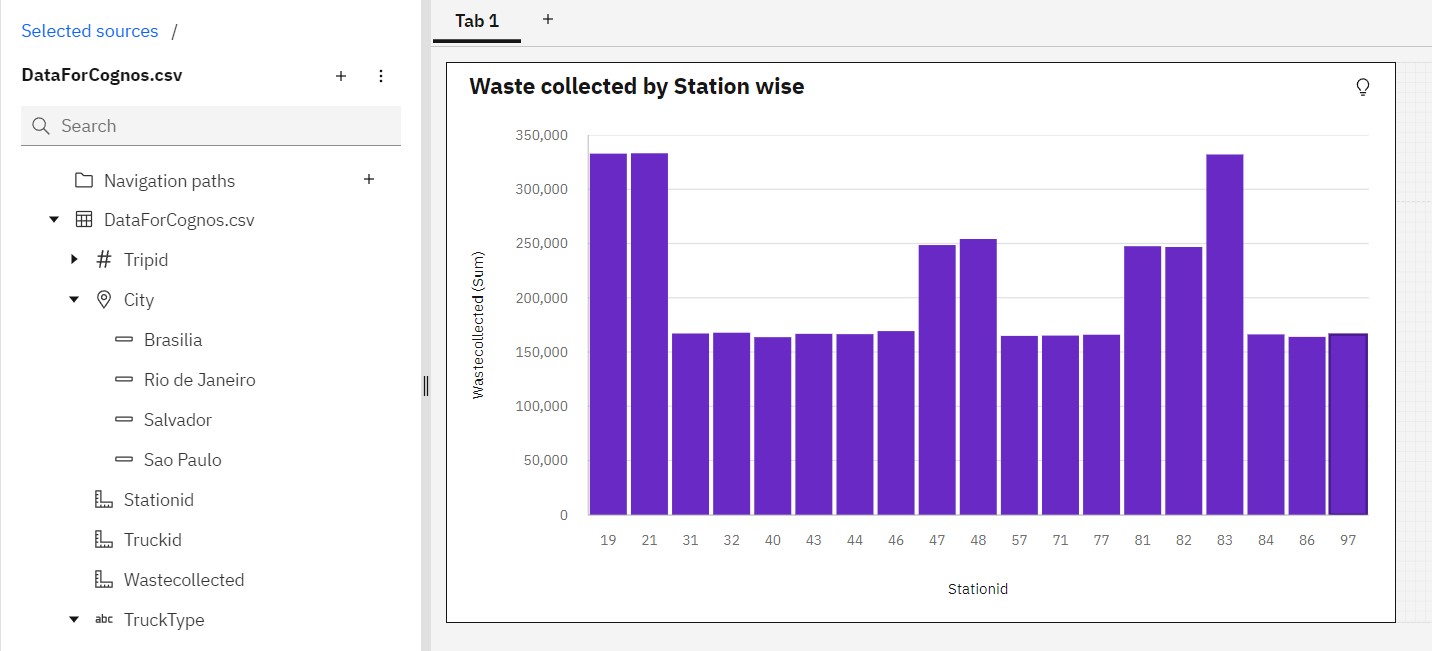 Selected sources /
DataForCognos.csv
Search
Navigation paths
DataForCognos.csv
Tripid
City
Brasilia
Rio de Janeiro
Salvador
Sao Paulo
Stationid
Truckid
Wastecollected
abc TruckType
Tab 1
Waste collected by Station wise
350,000
300,000
250,000
200,000
150,000
100,000
50,000
0
Wastecollected (Sum)
19 21 31 32 40 43 44 46 47 48 57 71 77 81 82 83 84 86 97
Stationid